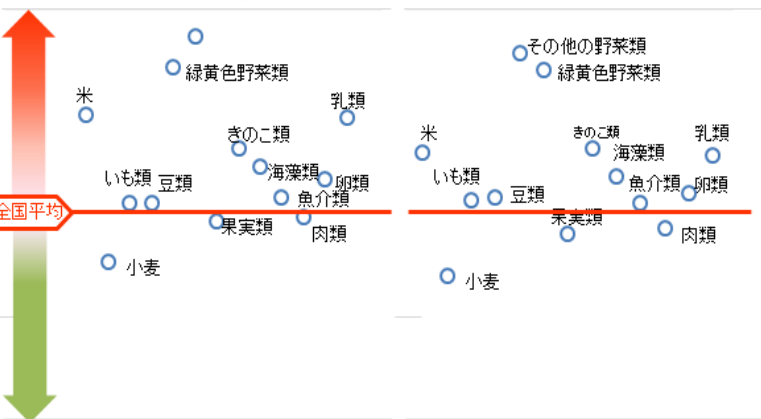 緑黄色野菜類
米
乳類
きのこ類
海藻類
いも類
豆類
卵類
魚介類
全国平均
果実類
肉類
小麦
その他の野菜類
緑黄色野菜類
米
きのこ類
乳類
海藻類
いも類
魚介類
卵類
豆類
果実類
肉類
小麦